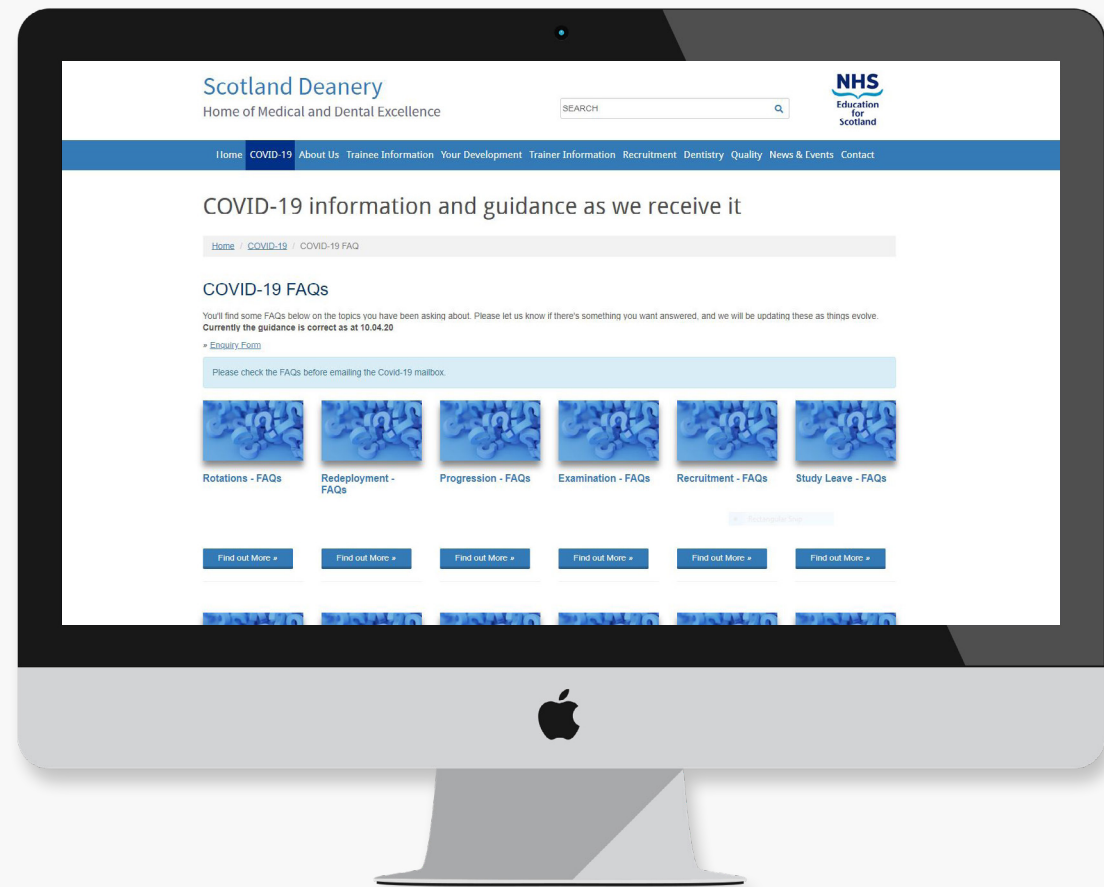 Scotland Deanery
Home of Medical and Dental Excellence
SEARCH
NHS
Education
for
Scotland
Home COVID-19 About Us Trainee Information Your Development Trainer Information Recruitment Dentistry Quality News & Events Contact
COVID-19 information and guidance as we receive it
Home / COVID-19 / COVID-19 FAQ
COVID-19 FAQs
You'll find some FAQs below on the topics you have been asking about. Please let us know if there's something you want answered, and we will be updating these as things evolve.
Currently the guidance is correct as at 10.04.20
» Enquiry Form
Please check the FAQs before emailing the Covid-19 mailbox.
Rotations - FAQs
Redeployment -
FAQs
Progression - FAQs
Examination - FAQs
Recruitment - FAQs
Study Leave - FAQs
Find out More »
Find out More »
Find out More »
Find out More »
Find out More »
Find out More »